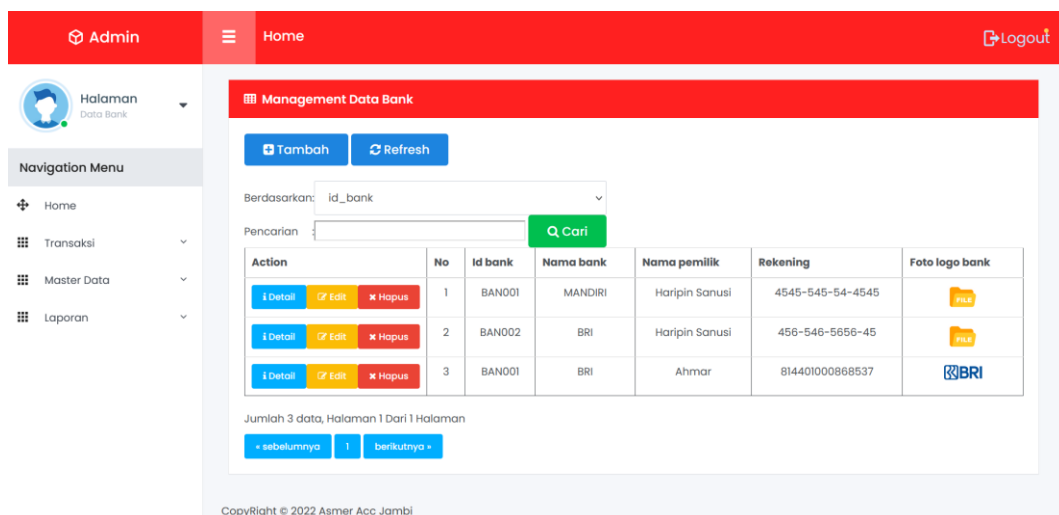 Admin
Home
Logout
Halaman
Data Bank
Navigation Menu
Home
Transaksi
Master Data
Laporan
Management Data Bank
Tambah Refresh
Berdasarkan: id_bank
Pencarian : Cari
Action No Id bank Nama bank Nama pemilik Rekening Foto logo bank
Detail Edit Hapus 1 BAN001 MANDIRI Haripin Sanusi 4545-545-54-4545 FILE
Detail Edit Hapus 2 BAN002 BRI Haripin Sanusi 456-546-5656-45 FILE
Detail Edit Hapus 3 BAN001 BRI Ahmar 814401000868537 BRI
Jumlah 3 data, Halaman 1 Dari 1 Halaman
« sebelumnya 1 berikutnya »
CopyRight © 2022 Asmer Acc Jambi